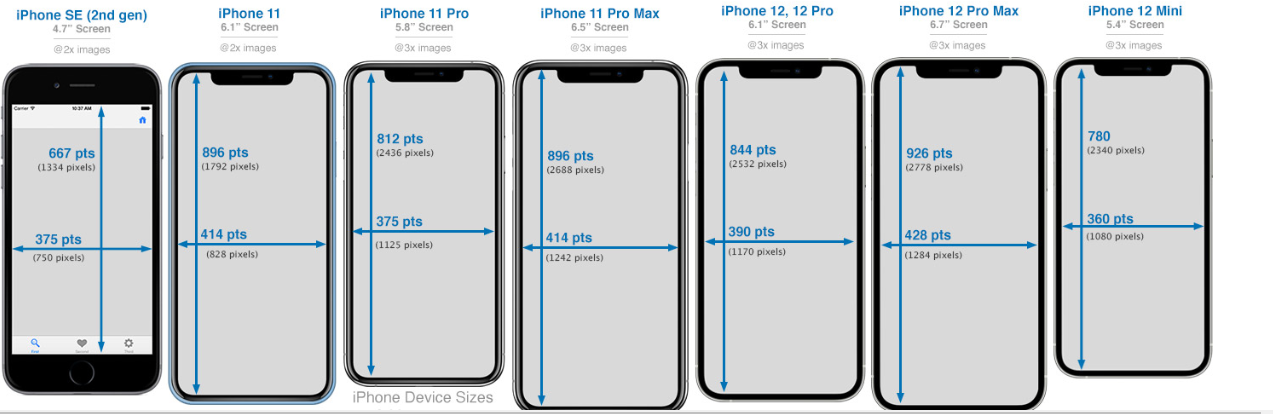 iPhone SE (2nd gen)
4.7” Screen
@2x images
Carrier
10:37 AM
667 pts
(1334 pixels)
375 pts
(750 pixels)
iPhone 11
6.1” Screen
@2x images
896 pts
(1792 pixels)
414 pts
(828 pixels)
iPhone 11 Pro
5.8” Screen
@3x images
812 pts
(2436 pixels)
375 pts
(1125 pixels)
iPhone 11 Pro Max
6.5” Screen
@3x images
896 pts
(2688 pixels)
414 pts
(1242 pixels)
iPhone 12, 12 Pro
6.1” Screen
@3x images
844 pts
(2532 pixels)
390 pts
(1170 pixels)
iPhone 12 Pro Max
6.7” Screen
@3x images
926 pts
(2778 pixels)
428 pts
(1284 pixels)
iPhone 12 Mini
5.4” Screen
@3x images
780
(2340 pixels)
360 pts
(1080 pixels)
iPhone Device Sizes